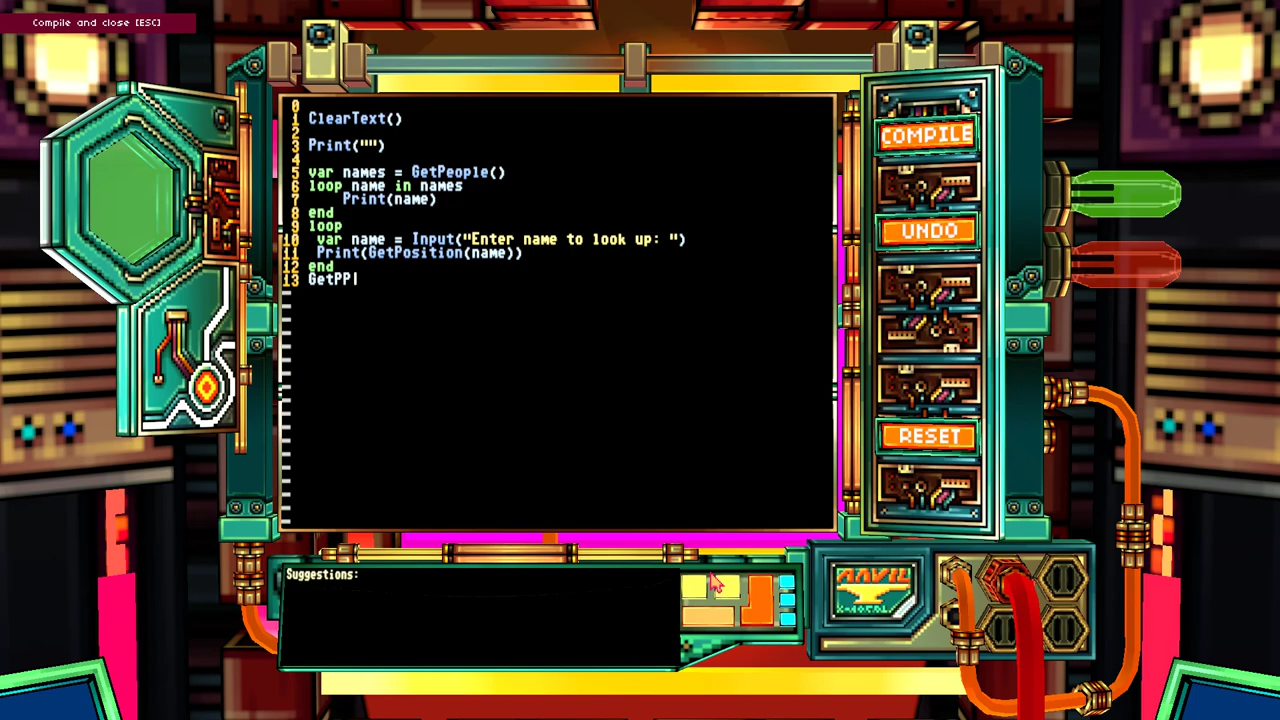 Compile and close [ESC]
0
1 ClearText()
2
3 Print("")
4
5 var names = GetPeople()
6 loop name in names
7 Print(name)
8 end
9 loop
10 var name = Input("Enter name to look up: ")
11 Print(GetPosition(name))
12 end
13 GetPP
COMPILE
UNDO
RESET
Suggestions:
ANVIL